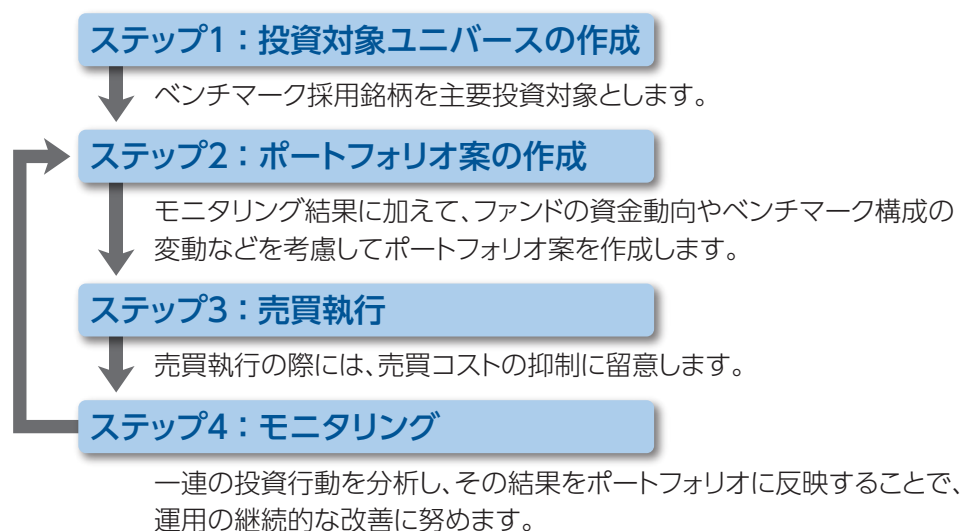 ステップ1：投資対象ユニバースの作成
ベンチマーク採用銘柄を主要投資対象とします。
ステップ2：ポートフォリオ案の作成
モニタリング結果に加えて、ファンドの資金動向やベンチマーク構成の
変動などを考慮してポートフォリオ案を作成します。
ステップ3：売買執行
売買執行の際には、売買コストの抑制に留意します。
ステップ4：モニタリング
一連の投資行動を分析し、その結果をポートフォリオに反映することで、
運用の継続的な改善に努めます。